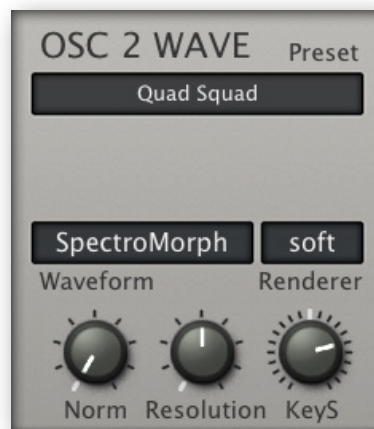 OSC 2 WAVE Preset
Quad Squad
SpectroMorph soft
Waveform Renderer
Norm Resolution KeyS